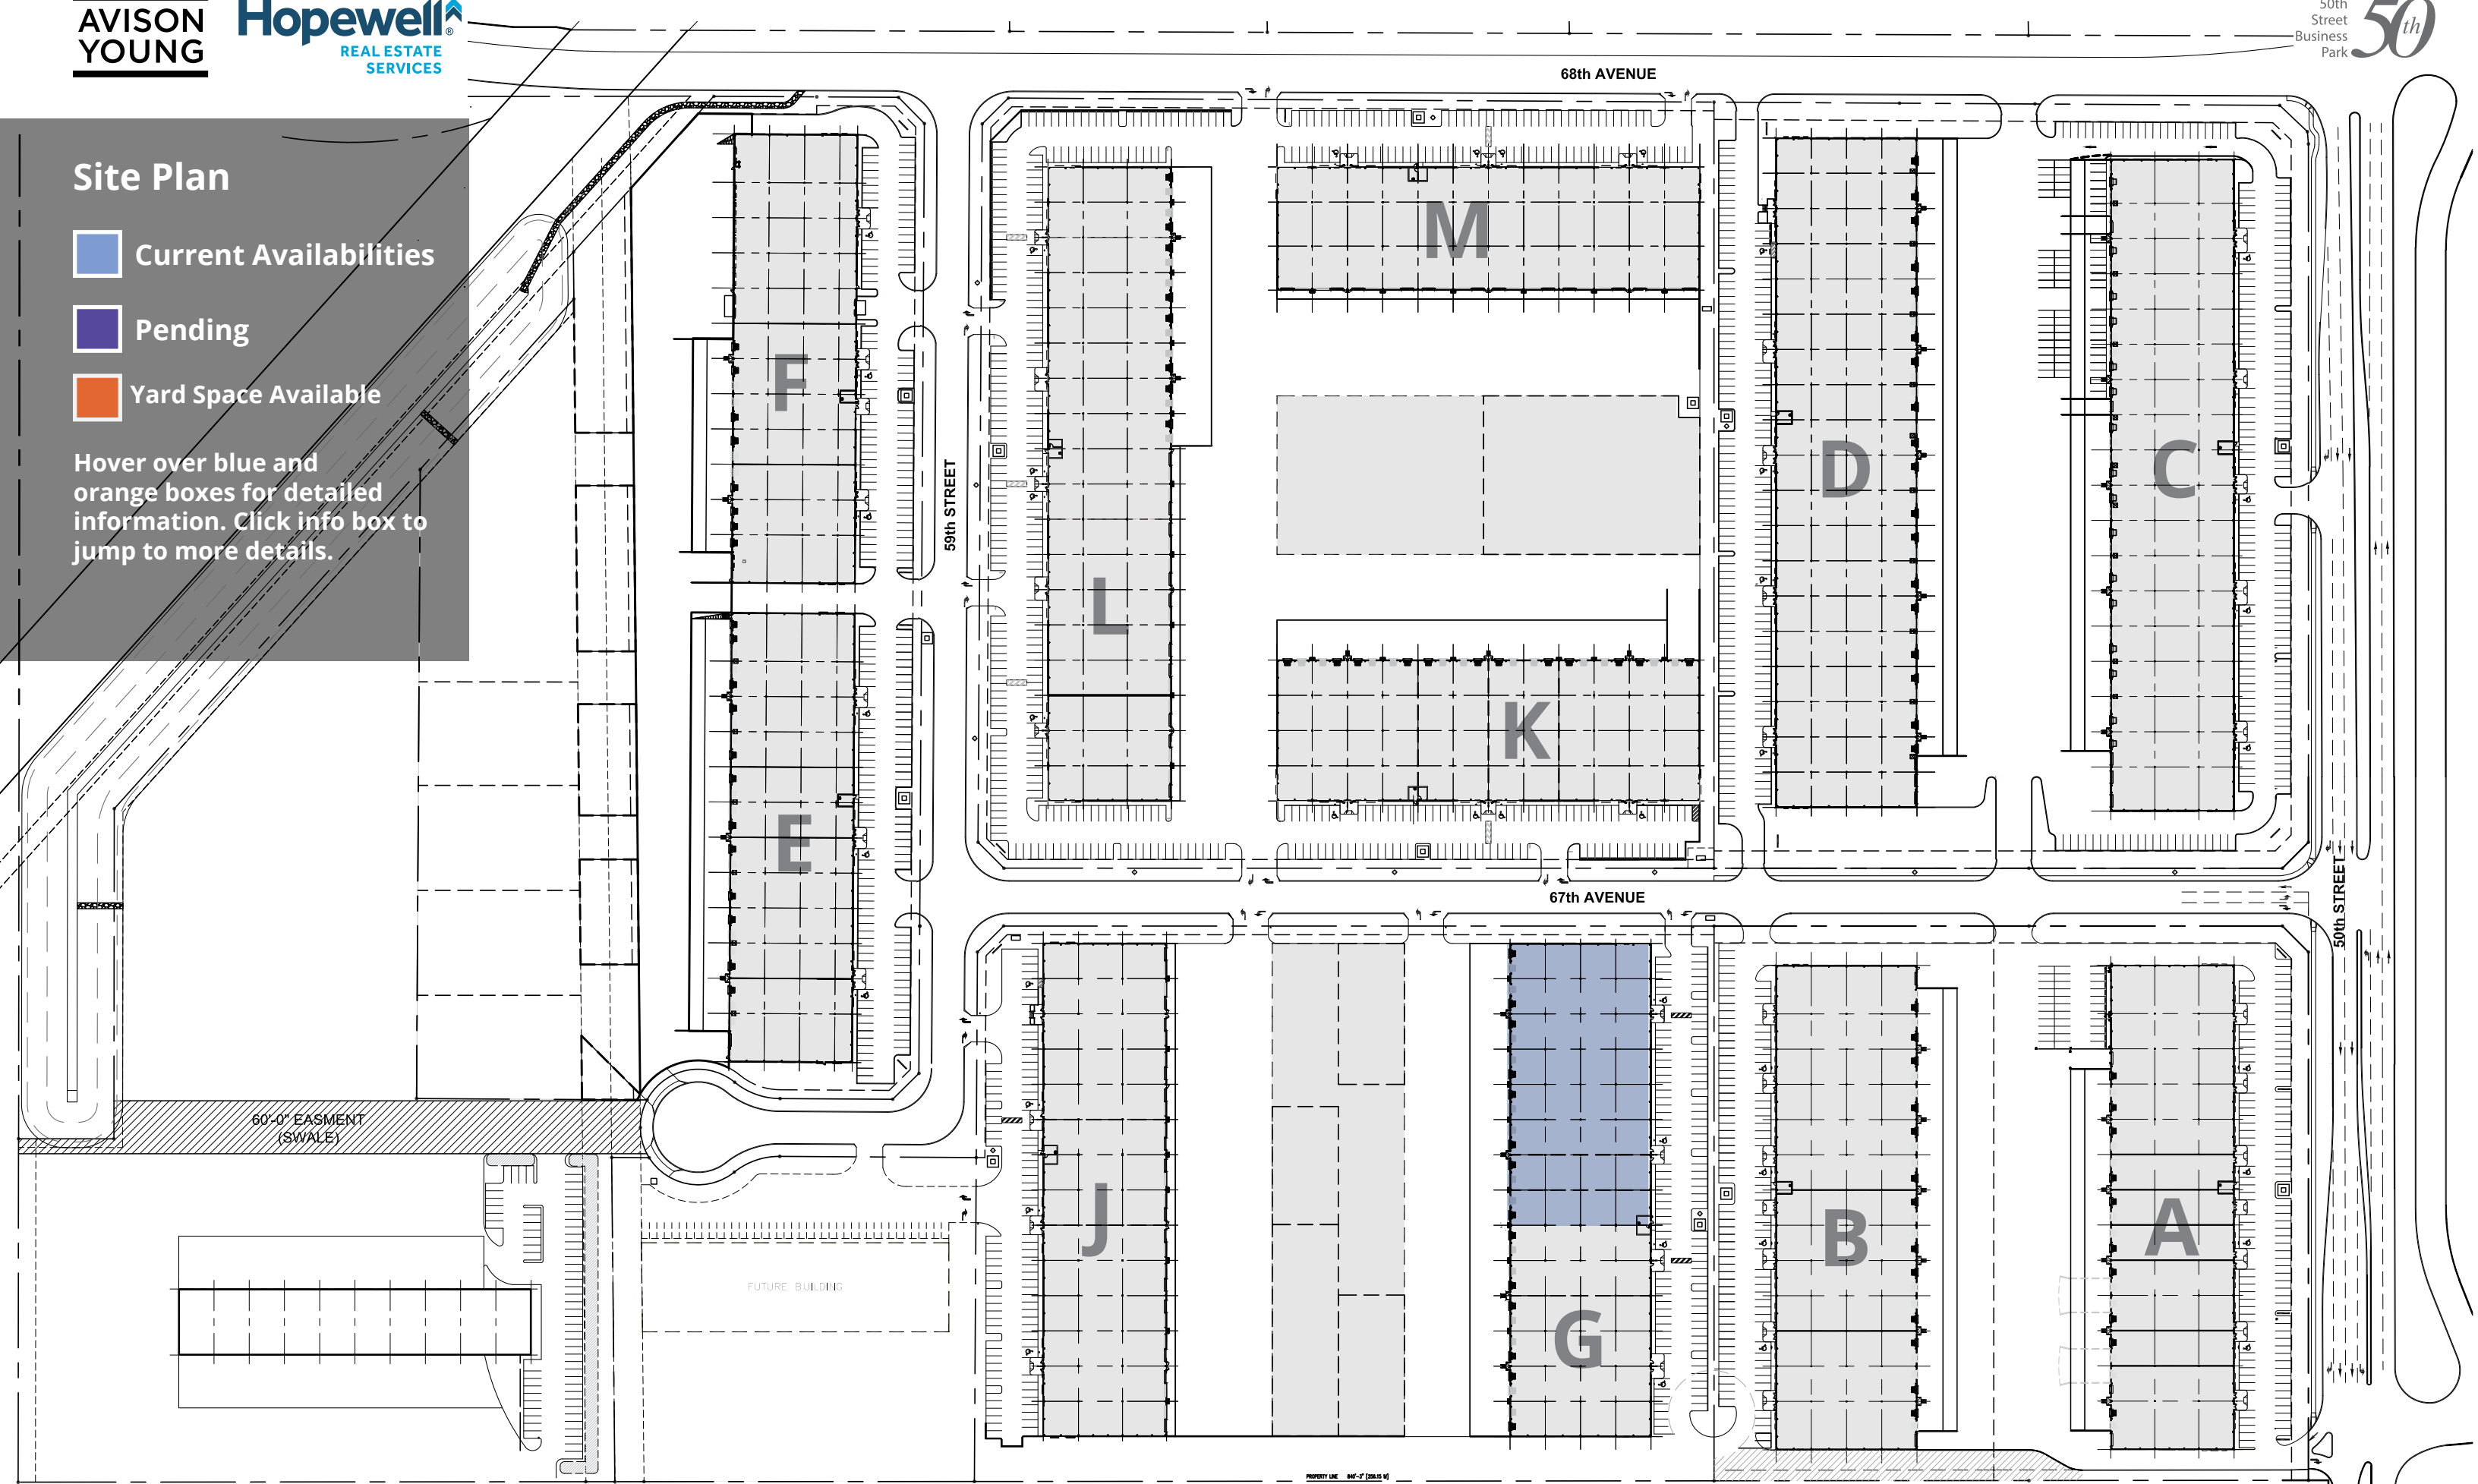 AVISON
YOUNG
Hopewell®
REAL ESTATE
SERVICES
50th
Street
Business
Park
50th
68th AVENUE
Site Plan
Current Availabilities
Pending
Yard Space Available
Hover over blue and
orange boxes for detailed
information. Click info box to
jump to more details.
M
F
D
C
59th STREET
L
K
E
67th AVENUE
50th STREET
60'-0" EASMENT
(SWALE)
J
B
A
FUTURE BUILDING
G
PROPERTY LINE